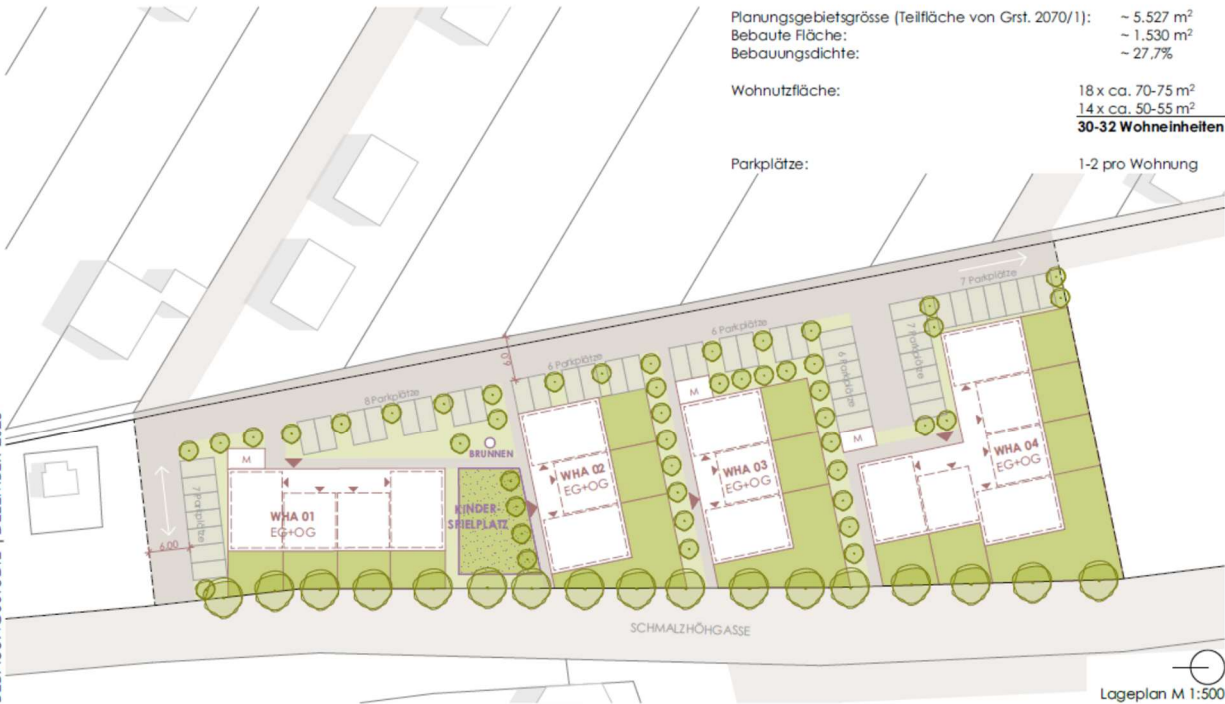 Planungsgebietsgrösse (Teilfläche von Grst. 2070/1): ~ 5.527 m²
Bebaute Fläche: ~ 1.530 m²
Bebauungsdichte: ~ 27,7%
Wohnutzfläche: 18 x ca. 70-75 m²
14 x ca. 50-55 m²
30-32 Wohneinheiten
Parkplätze: 1-2 pro Wohnung
7 Parkplätze
6 Parkplätze
6 Parkplätze
8 Parkplätze
6 Parkplätze
7 Parkplätze
7 Parkplätze
6.0
6.00
M
M
M
BRUNNEN
KINDER-
SPIELPLATZ
WHA 01
EG+OG
WHA 02
EG+OG
WHA 03
EG+OG
WHA 04
EG+OG
SCHMALZHÖHGASSE
Lageplan M 1:500